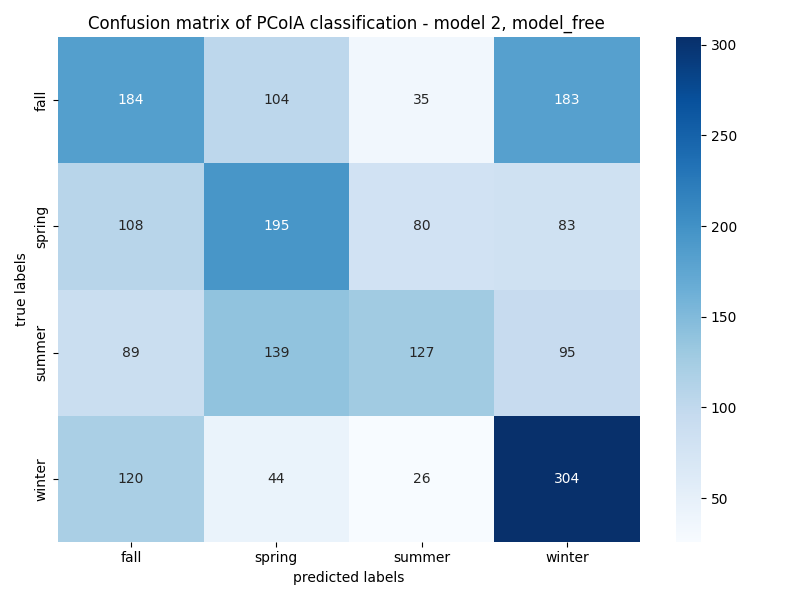 Confusion matrix of PCoIA classification - model 2, model_free
fall 184 104 35 183
spring 108 195 80 83
summer 89 139 127 95
winter 120 44 26 304
fall spring summer winter
predicted labels
true labels
300
250
200
150
100
50